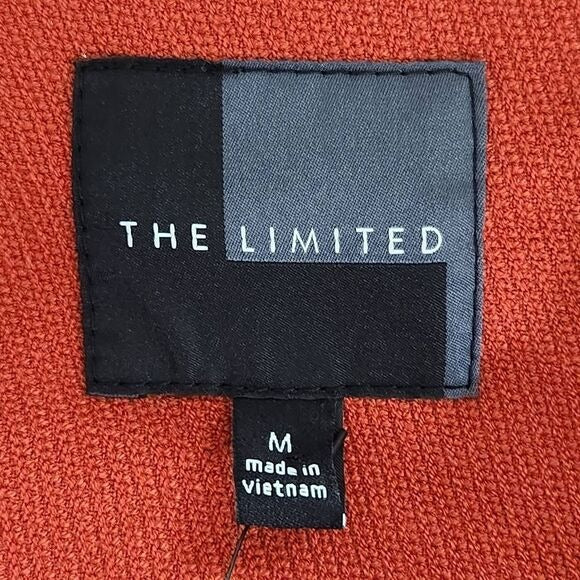 THE LIMITED
M
made in
vietnam